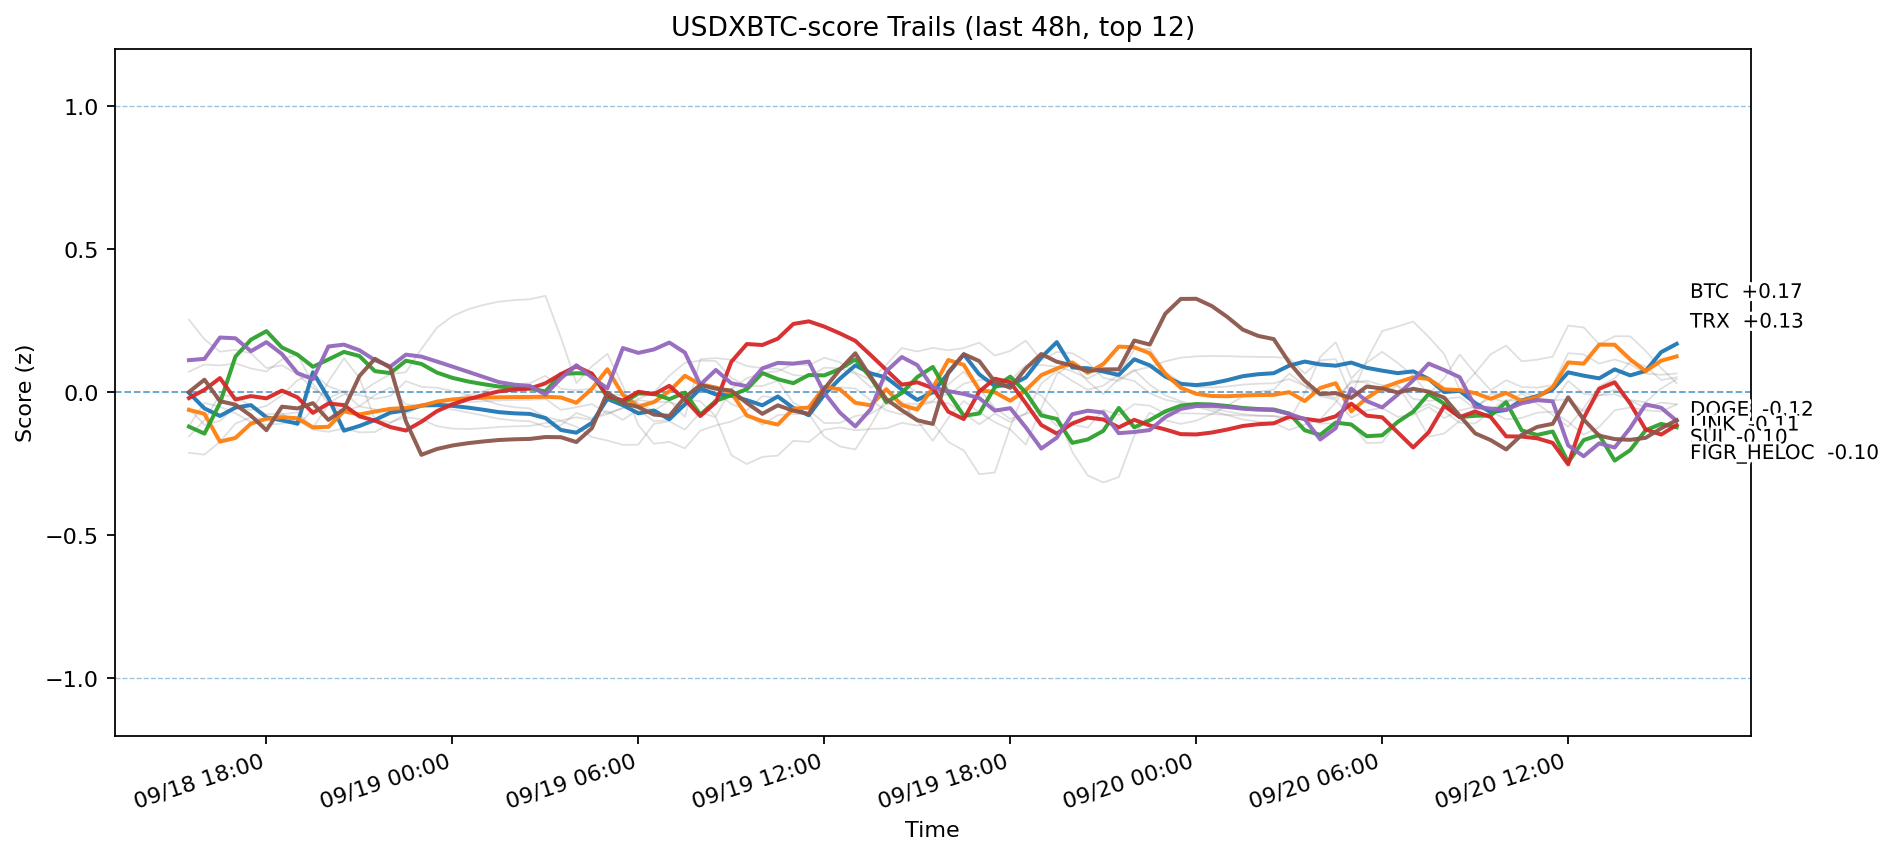 USDXBTC-score Trails (last 48h, top 12)
Score (z)
1.0
0.5
0.0
−0.5
−1.0
BTC +0.17
TRX +0.13
DOGE -0.12
LINK -0.11
SUI -0.10
FIGR_HELOC -0.10
09/18 18:00
09/19 00:00
09/19 06:00
09/19 12:00
09/19 18:00
09/20 00:00
09/20 06:00
09/20 12:00
Time